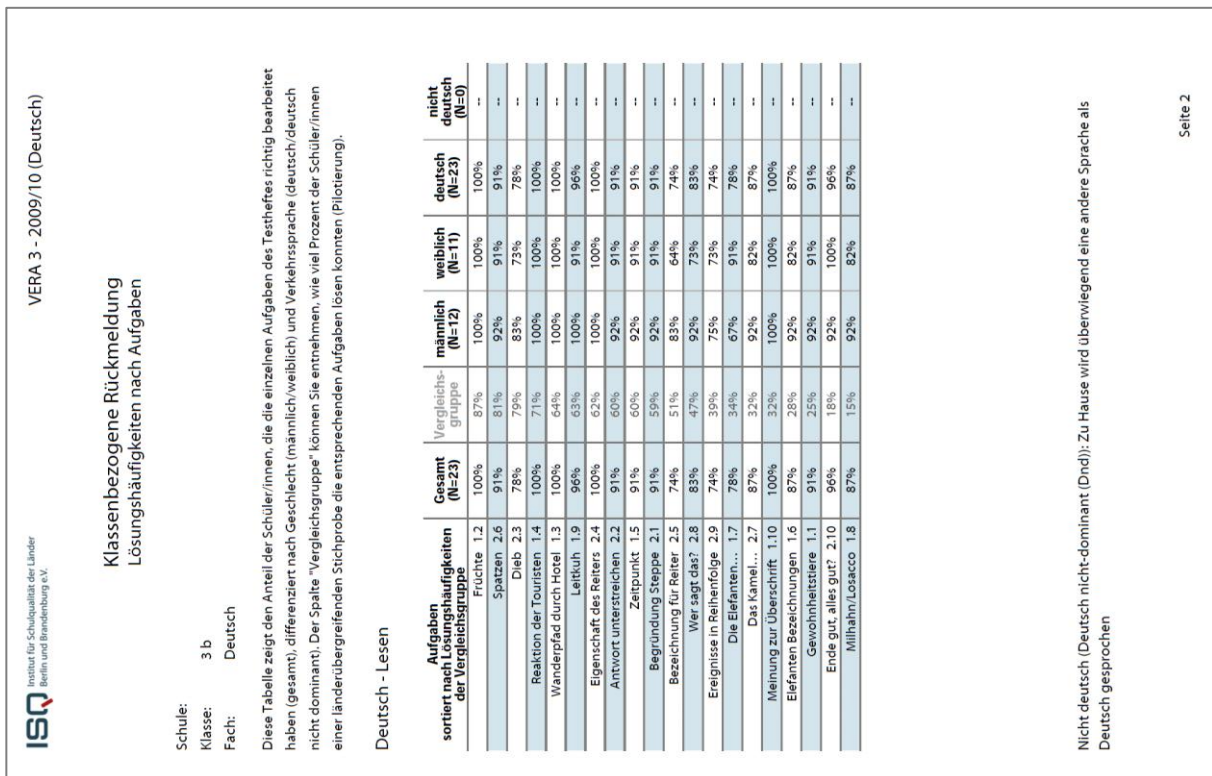 ISQ Institut für Schulqualität der Länder
Berlin und Brandenburg e.V.
VERA 3 - 2009/10 (Deutsch)
Klassenbezogene Rückmeldung
Lösungshäufigkeiten nach Aufgaben
Schule:
Klasse: 3 b
Fach: Deutsch
Diese Tabelle zeigt den Anteil der Schüler/innen, die die einzelnen Aufgaben des Testheftes richtig bearbeitet
haben (gesamt), differenziert nach Geschlecht (männlich/weiblich) und Verkehrssprache (deutsch/deutsch
nicht dominant). Der Spalte "Vergleichsgruppe" können Sie entnehmen, wie viel Prozent der Schüler/innen
einer länderübergreifenden Stichprobe die entsprechenden Aufgaben lösen konnten (Pilotierung).
Deutsch - Lesen
Aufgaben sortiert nach Lösungshäufigkeiten der Vergleichsgruppe Gesamt (N=23) Vergleichs-gruppe männlich (N=12) weiblich (N=11) deutsch (N=23) nicht deutsch (N=0)
Früchte 1.2 100% 87% 100% 100% 100% --
Spatzen 2.6 91% 81% 92% 91% 91% --
Dieb 2.3 78% 79% 83% 73% 78% --
Reaktion der Touristen 1.4 100% 71% 100% 100% 100% --
Wanderpfad durch Hotel 1.3 100% 64% 100% 100% 100% --
Leitkuh 1.9 96% 63% 100% 91% 96% --
Eigenschaft des Reiters 2.4 100% 62% 100% 100% 100% --
Antwort unterstreichen 2.2 91% 60% 92% 91% 91% --
Zeitpunkt 1.5 91% 60% 92% 91% 91% --
Begründung Steppe 2.1 91% 59% 92% 91% 91% --
Bezeichnung für Reiter 2.5 74% 51% 83% 64% 74% --
Wer sagt das? 2.8 83% 47% 92% 73% 83% --
Ereignisse in Reihenfolge 2.9 74% 39% 75% 73% 74% --
Die Elefanten... 1.7 78% 34% 67% 91% 78% --
Das Kamel... 2.7 87% 32% 92% 82% 87% --
Meinung zur Überschrift 1.10 100% 32% 100% 100% 100% --
Elefanten Bezeichnungen 1.6 87% 28% 92% 82% 87% --
Gewohnheitstiere 1.1 91% 25% 92% 91% 91% --
Ende gut, alles gut? 2.10 96% 18% 92% 100% 96% --
Milhahn/Losacco 1.8 87% 15% 92% 82% 87% --
Nicht deutsch (Deutsch nicht-dominant (Dnd)): Zu Hause wird überwiegend eine andere Sprache als
Deutsch gesprochen
Seite 2